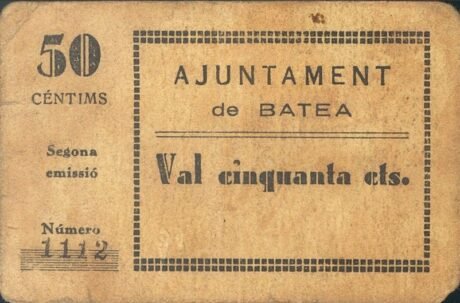 50
CÉNTIMS
Segona
emissió
Número
1112
AJUNTAMENT
de BATEA
Val cinquanta cts.